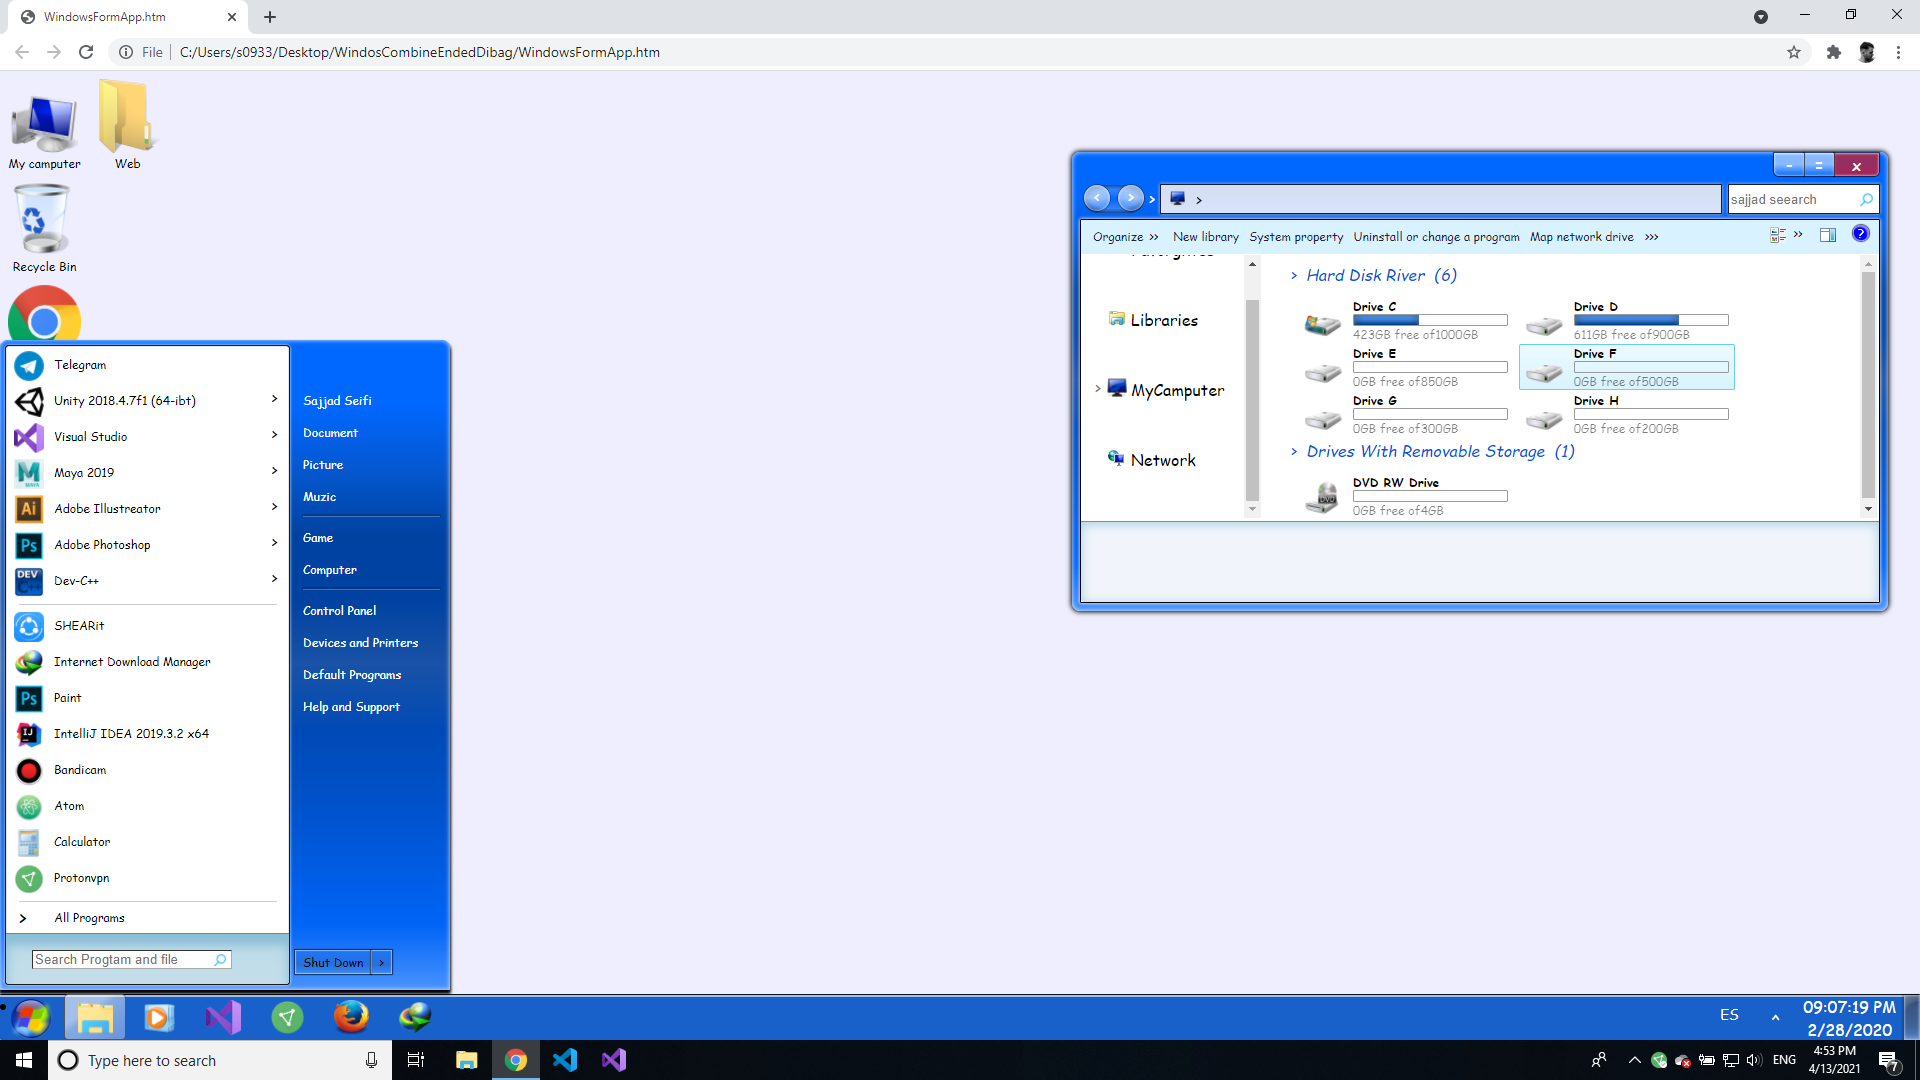 WindowsFormApp.htm
File
C:/Users/s0933/Desktop/WindosCombineEndedDibag/WindowsFormApp.htm
My camputer
Web
Recycle Bin
Telegram
Unity 2018.4.7f1 (64-ibt)
Visual Studio
Maya 2019
Adobe Illustreator
Adobe Photoshop
Dev-C++
SHEARit
Internet Download Manager
Paint
IntelliJ IDEA 2019.3.2 x64
Bandicam
Atom
Calculator
Protonvpn
All Programs
Search Progtam and file
Sajjad Seifi
Document
Picture
Muzic
Game
Computer
Control Panel
Devices and Printers
Default Programs
Help and Support
Shut Down
sajjad seearch
Organize >> New library System property Uninstall or change a program Map network drive >>>
Libraries
MyCamputer
Network
> Hard Disk River (6)
Drive C
423GB free of1000GB
Drive D
611GB free of900GB
Drive E
0GB free of850GB
Drive F
0GB free of500GB
Drive G
0GB free of300GB
Drive H
0GB free of200GB
> Drives With Removable Storage (1)
DVD RW Drive
0GB free of4GB
ES
09:07:19 PM
2/28/2020
Type here to search
ENG
4:53 PM
4/13/2021
7